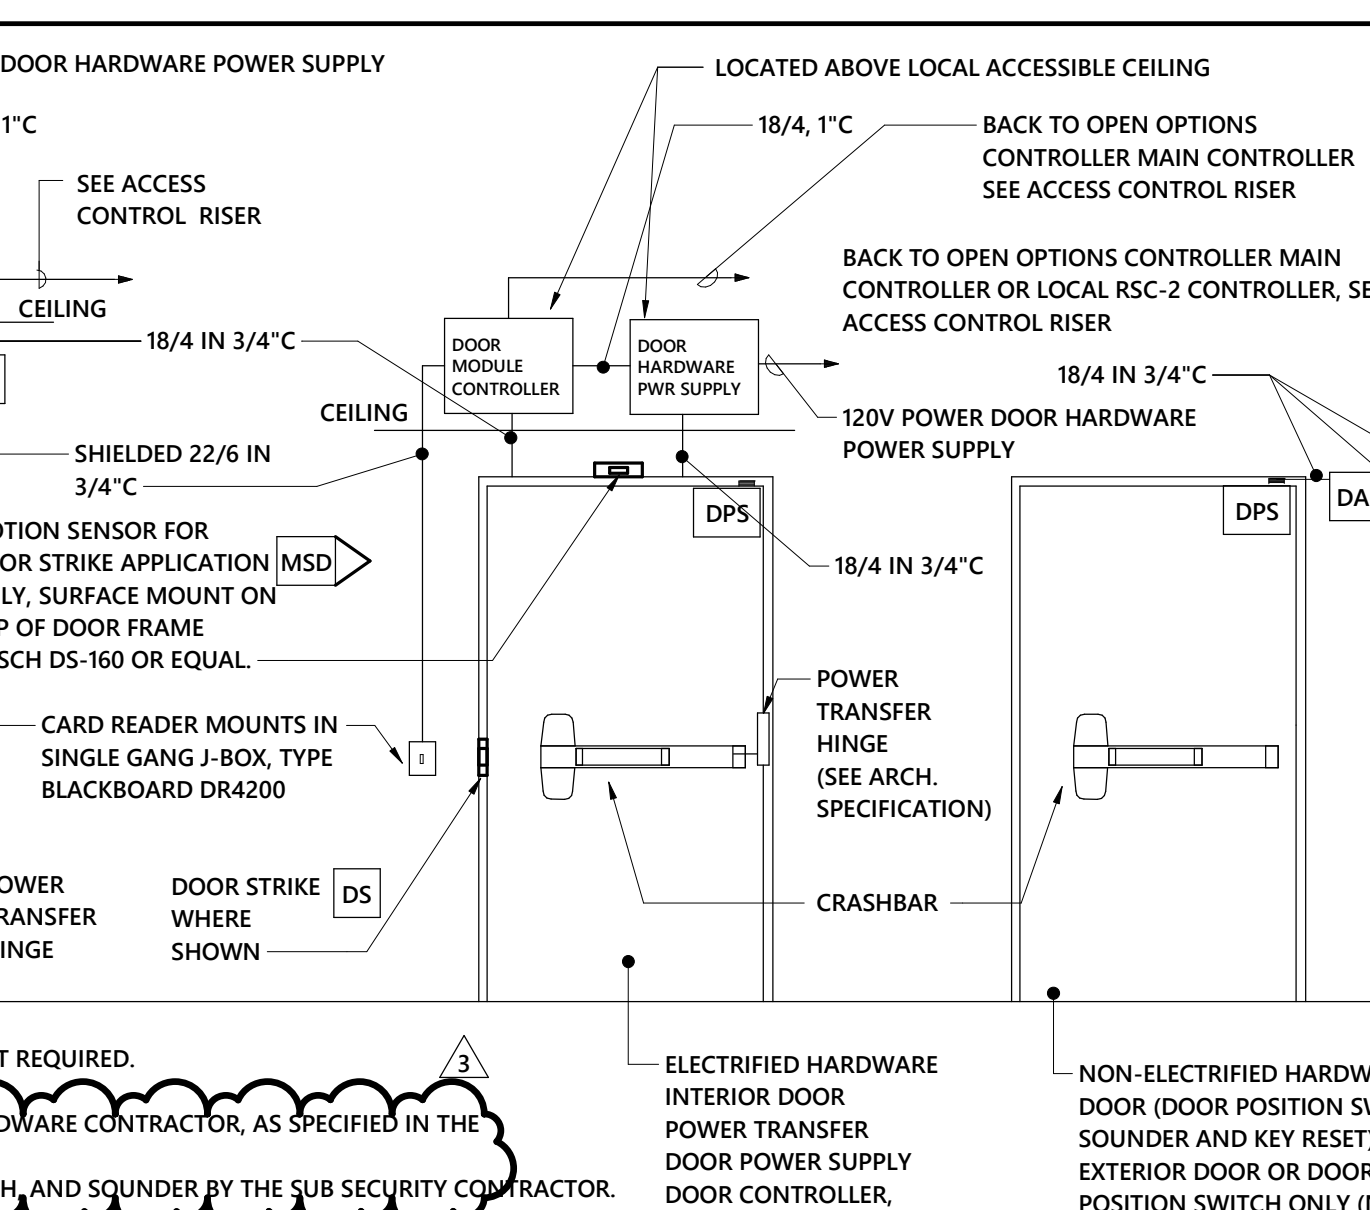 DOOR HARDWARE POWER SUPPLY
LOCATED ABOVE LOCAL ACCESSIBLE CEILING
1"C
18/4, 1"C
BACK TO OPEN OPTIONS
CONTROLLER MAIN CONTROLLER
SEE ACCESS CONTROL RISER
SEE ACCESS
CONTROL RISER
BACK TO OPEN OPTIONS CONTROLLER MAIN
CONTROLLER OR LOCAL RSC-2 CONTROLLER, SE
ACCESS CONTROL RISER
CEILING
18/4 IN 3/4"C
DOOR
MODULE
CONTROLLER
DOOR
HARDWARE
PWR SUPPLY
18/4 IN 3/4"C
CEILING
120V POWER DOOR HARDWARE
POWER SUPPLY
SHIELDED 22/6 IN
3/4"C
DPS
DPS
DA
OTION SENSOR FOR
OR STRIKE APPLICATION
LY, SURFACE MOUNT ON
P OF DOOR FRAME
SCH DS-160 OR EQUAL.
MSD
18/4 IN 3/4"C
POWER
TRANSFER
HINGE
(SEE ARCH.
SPECIFICATION)
CARD READER MOUNTS IN
SINGLE GANG J-BOX, TYPE
BLACKBOARD DR4200
OWER
RANSFER
INGE
DOOR STRIKE
WHERE
SHOWN
DS
CRASHBAR
T REQUIRED.
3
DWARE CONTRACTOR, AS SPECIFIED IN THE
H, AND SOUNDER BY THE SUB SECURITY CONTRACTOR.
ELECTRIFIED HARDWARE
INTERIOR DOOR
POWER TRANSFER
DOOR POWER SUPPLY
DOOR CONTROLLER,
NON-ELECTRIFIED HARDWA
DOOR (DOOR POSITION SW
SOUNDER AND KEY RESET)
EXTERIOR DOOR OR DOOR
POSITION SWITCH ONLY (